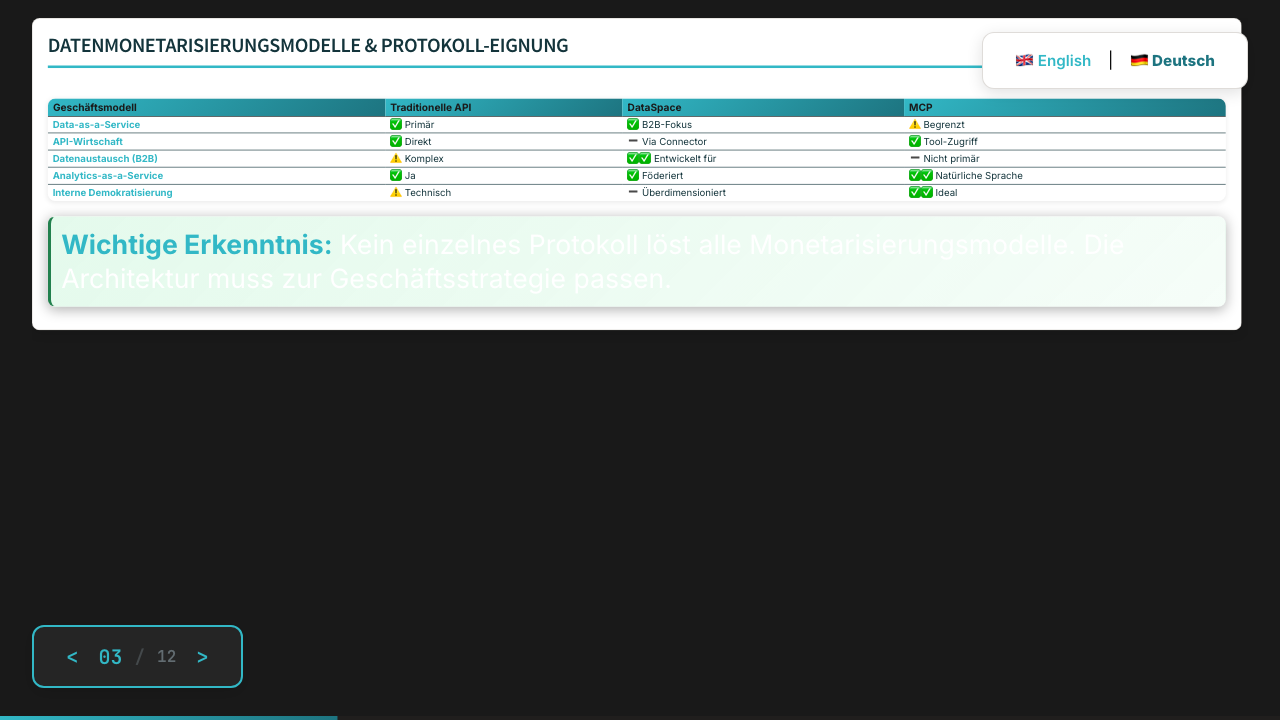 DATENMONETARISIERUNGSMODELLE & PROTOKOLL-EIGNUNG
🇬🇧 English | 🇩🇪 Deutsch
Geschäftsmodell Traditionelle API DataSpace MCP
Data-as-a-Service ✅ Primär ✅ B2B-Fokus ⚠️ Begrenzt
API-Wirtschaft ✅ Direkt ➖ Via Connector ✅ Tool-Zugriff
Datenaustausch (B2B) ⚠️ Komplex ✅✅ Entwickelt für ➖ Nicht primär
Analytics-as-a-Service ✅ Ja ✅ Föderiert ✅✅ Natürliche Sprache
Interne Demokratisierung ⚠️ Technisch ➖ Überdimensioniert ✅✅ Ideal
Wichtige Erkenntnis: Kein einzelnes Protokoll löst alle Monetarisierungsmodelle. Die
Architektur muss zur Geschäftsstrategie passen.
< 03 / 12 >